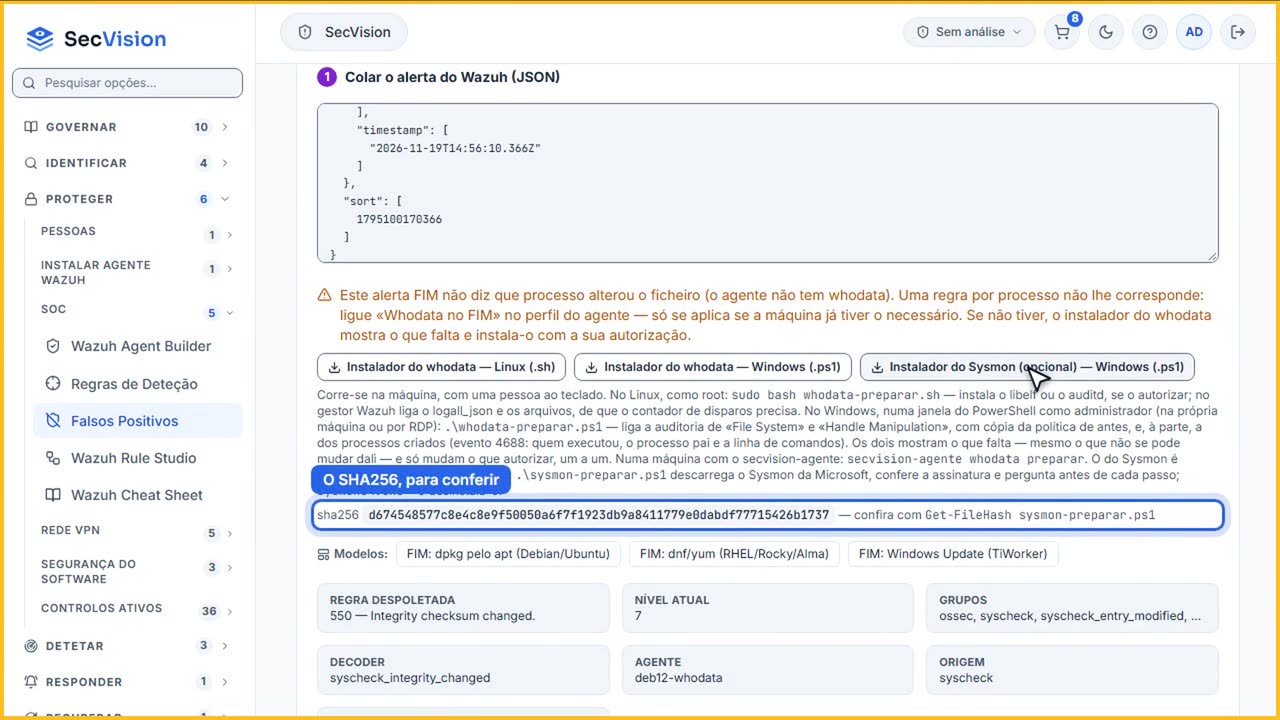 SecVision
SecVision
Sem análise
8
AD
Pesquisar opções...
GOVERNAR 10
IDENTIFICAR 4
PROTEGER 6
PESSOAS 1
INSTALAR AGENTE
WAZUH 1
SOC 5
Wazuh Agent Builder
Regras de Deteção
Falsos Positivos
Wazuh Rule Studio
Wazuh Cheat Sheet
REDE VPN 5
SEGURANÇA DO
SOFTWARE 3
CONTROLOS ATIVOS 36
DETETAR 3
RESPONDER 1
1 Colar o alerta do Wazuh (JSON)
],
"timestamp": [
"2026-11-19T14:56:10.366Z"
]
},
"sort": [
1795100170366
]
}
Este alerta FIM não diz que processo alterou o ficheiro (o agente não tem whodata). Uma regra por processo não lhe corresponde:
ligue «Whodata no FIM» no perfil do agente — só se aplica se a máquina já tiver o necessário. Se não tiver, o instalador do whodata
mostra o que falta e instala-o com a sua autorização.
Instalador do whodata — Linux (.sh)
Instalador do whodata — Windows (.ps1)
Instalador do Sysmon (opcional) — Windows (.ps1)
Corre-se na máquina, com uma pessoa ao teclado. No Linux, como root: sudo bash whodata-preparar.sh — instala o libelf ou o auditd, se o autorizar; no
gestor Wazuh liga o logall_json e os arquivos, de que o contador de disparos precisa. No Windows, numa janela do PowerShell como administrador (na própria
máquina ou por RDP): .\whodata-preparar.ps1 — liga a auditoria de «File System» e «Handle Manipulation», com cópia da política de antes, e, à parte, a
dos processos criados (evento 4688: quem executou, o processo pai e a linha de comandos). Os dois mostram o que falta — mesmo o que não se pode
mudar dali — e só mudam o que autorizar, um a um. Numa máquina com o secvision-agente: secvision-agente whodata preparar. O do Sysmon é
.\sysmon-preparar.ps1 descarrega o Sysmon da Microsoft, confere a assinatura e pergunta antes de cada passo;
O SHA256, para conferir
sha256 d674548577c8e4c8e9f50050a6f7f1923db9a8411779e0dabdf77715426b1737 — confira com Get-FileHash sysmon-preparar.ps1
Modelos: FIM: dpkg pelo apt (Debian/Ubuntu) FIM: dnf/yum (RHEL/Rocky/Alma) FIM: Windows Update (TiWorker)
REGRA DESPOLETADA
550 — Integrity checksum changed.
NÍVEL ATUAL
7
GRUPOS
ossec, syscheck, syscheck_entry_modified, ...
DECODER
syscheck_integrity_changed
AGENTE
deb12-whodata
ORIGEM
syscheck